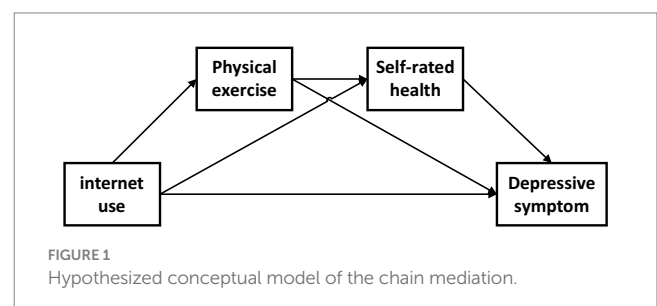 Physical
exercise
Self-rated
health
internet
use
Depressive
symptom
FIGURE 1
Hypothesized conceptual model of the chain mediation.